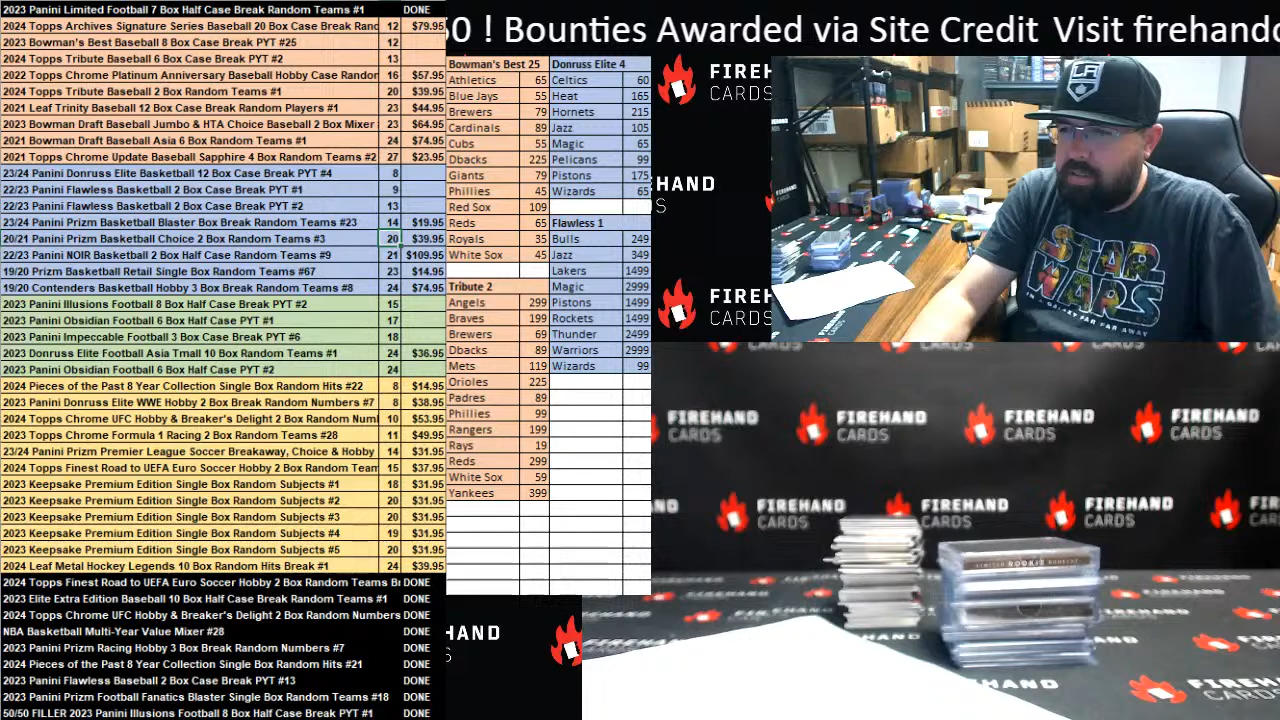 2023 Panini Limited Football 7 Box Half Case Break Random Teams #1 DONE
2024 Topps Archives Signature Series Baseball 20 Box Case Break Rand 12 $79.95
2023 Bowman's Best Baseball 8 Box Case Break PYT #25 12
2024 Topps Tribute Baseball 6 Box Case Break PYT #2 13
2022 Topps Chrome Platinum Anniversary Baseball Hobby Case Randor 16 $57.95
2024 Topps Tribute Baseball 2 Box Random Teams #1 20 $39.95
2021 Leaf Trinity Baseball 12 Box Case Break Random Players #1 23 $44.95
2023 Bowman Draft Baseball Jumbo & HTA Choice Baseball 2 Box Mixer 23 $64.95
2021 Bowman Draft Baseball Asia 6 Box Random Teams #1 24 $74.95
2021 Topps Chrome Update Baseball Sapphire 4 Box Random Teams #2 27 $23.95
23/24 Panini Donruss Elite Basketball 12 Box Case Break PYT #4 8
22/23 Panini Flawless Basketball 2 Box Case Break PYT #1 9
22/23 Panini Flawless Basketball 2 Box Case Break PYT #2 13
23/24 Panini Prizm Basketball Blaster Box Break Random Teams #23 14 $19.95
20/21 Panini Prizm Basketball Choice 2 Box Random Teams #3 20 $39.95
22/23 Panini NOIR Basketball 2 Box Random Teams #9 21 $109.95
19/20 Prizm Basketball Retail Single Box Random Teams #67 23 $14.95
19/20 Contenders Basketball Hobby 3 Box Random Teams #8 24 $74.95
2023 Panini Illusions Football 8 Box Half Case Break PYT #2 15
2023 Panini Obsidian Football 6 Box Half Case PYT #1 17
2023 Panini Impeccable Football 3 Box Case Break PYT #6 18
2023 Donruss Elite Football Asia Tmall 10 Box Random Teams #1 24 $36.95
2023 Panini Obsidian Football 6 Box Half Case Break PYT #2 24
2024 Pieces of the Past 8 Year Collection Single Box Random Hits #22 8 $14.95
2023 Panini Donruss Elite WWE Hobby 2 Box Break Random Numbers #7 8 $38.95
2024 Topps Chrome UFC Hobby & Breaker's Delight 2 Box Random Numl 10 $53.95
2023 Topps Chrome Formula 1 Racing 2 Box Random Teams #28 11 $49.95
23/24 Panini Prizm Premier League Soccer Breakaway, Choice & Hobby 14 $31.95
2024 Topps Finest Road to UEFA Euro Soccer Hobby 2 Box Random Team 15 $37.95
2023 Keepsake Premium Edition Single Box Random Subjects #1 18 $31.95
2023 Keepsake Premium Edition Single Box Random Subjects #2 20 $31.95
2023 Keepsake Premium Edition Single Box Random Subjects #3 20 $31.95
2023 Keepsake Premium Edition Single Box Random Subjects #4 19 $31.95
2023 Keepsake Premium Edition Single Box Random Subjects #5 20 $31.95
2024 Leaf Metal Hockey Legends 10 Box Random Hits Break #1 24 $39.95
2024 Topps Finest Road to UEFA Euro Soccer Hobby 2 Box Random Teams Br DONE
2023 Elite Extra Edition Baseball 10 Box Half Case Break Random Teams #1 DONE
2024 Topps Chrome UFC Hobby & Breaker's Delight 2 Box Random Numbers DONE
NBA Basketball Multi-Year Value Mixer #28 DONE
2023 Panini Prizm Racing Hobby 3 Box Break Random Numbers #7 DONE
2024 Pieces of the Past 8 Year Collection Single Box Random Hits #21 DONE
2023 Panini Flawless Basketball 2 Box Case Break PYT #13 DONE
2023 Panini Prizm Football Fanatics Blaster Single Box Random Teams #18 DONE
50/50 FILLER 2023 Panini Illusions Football 8 Box Half Case Break PYT #1 DONE
50 ! Bounties Awarded via Site Credit Visit firehando
Bowman's Best 25
Athletics 65
Blue Jays 55
Brewers 79
Cardinals 89
Cubs 55
Dbacks 225
Giants 79
Phillies 45
Red Sox 109
Reds 65
Royals 35
White Sox 45
Tribute 2
Angels 299
Braves 199
Brewers 69
Dbacks 89
Mets 119
Orioles 225
Padres 89
Phillies 99
Rangers 199
Rays 19
Reds 299
White Sox 59
Yankees 399
Donruss Elite 4
Celtics 60
Heat 165
Hornets 215
Jazz 105
Magic 65
Pelicans 99
Pistons 175
Wizards 65
Flawless 1
Bulls 249
Jazz 349
Lakers 1499
Magic 2999
Pistons 1499
Rockets 1499
Thunder 2499
Warriors 2999
Wizards 99
FIREH
CARDS
HAND
S
FIREH
CARDS
HAND
LA
STAR
WARS
IN A GALAXY FAR FAR AWAY
FIREHAND
CARDS
FIREHAND
CARDS
FIREHAND
CARDS
FIREHAND
CARDS
FIREHAND
CARDS
FIREHAND
CARDS
ROOKIE